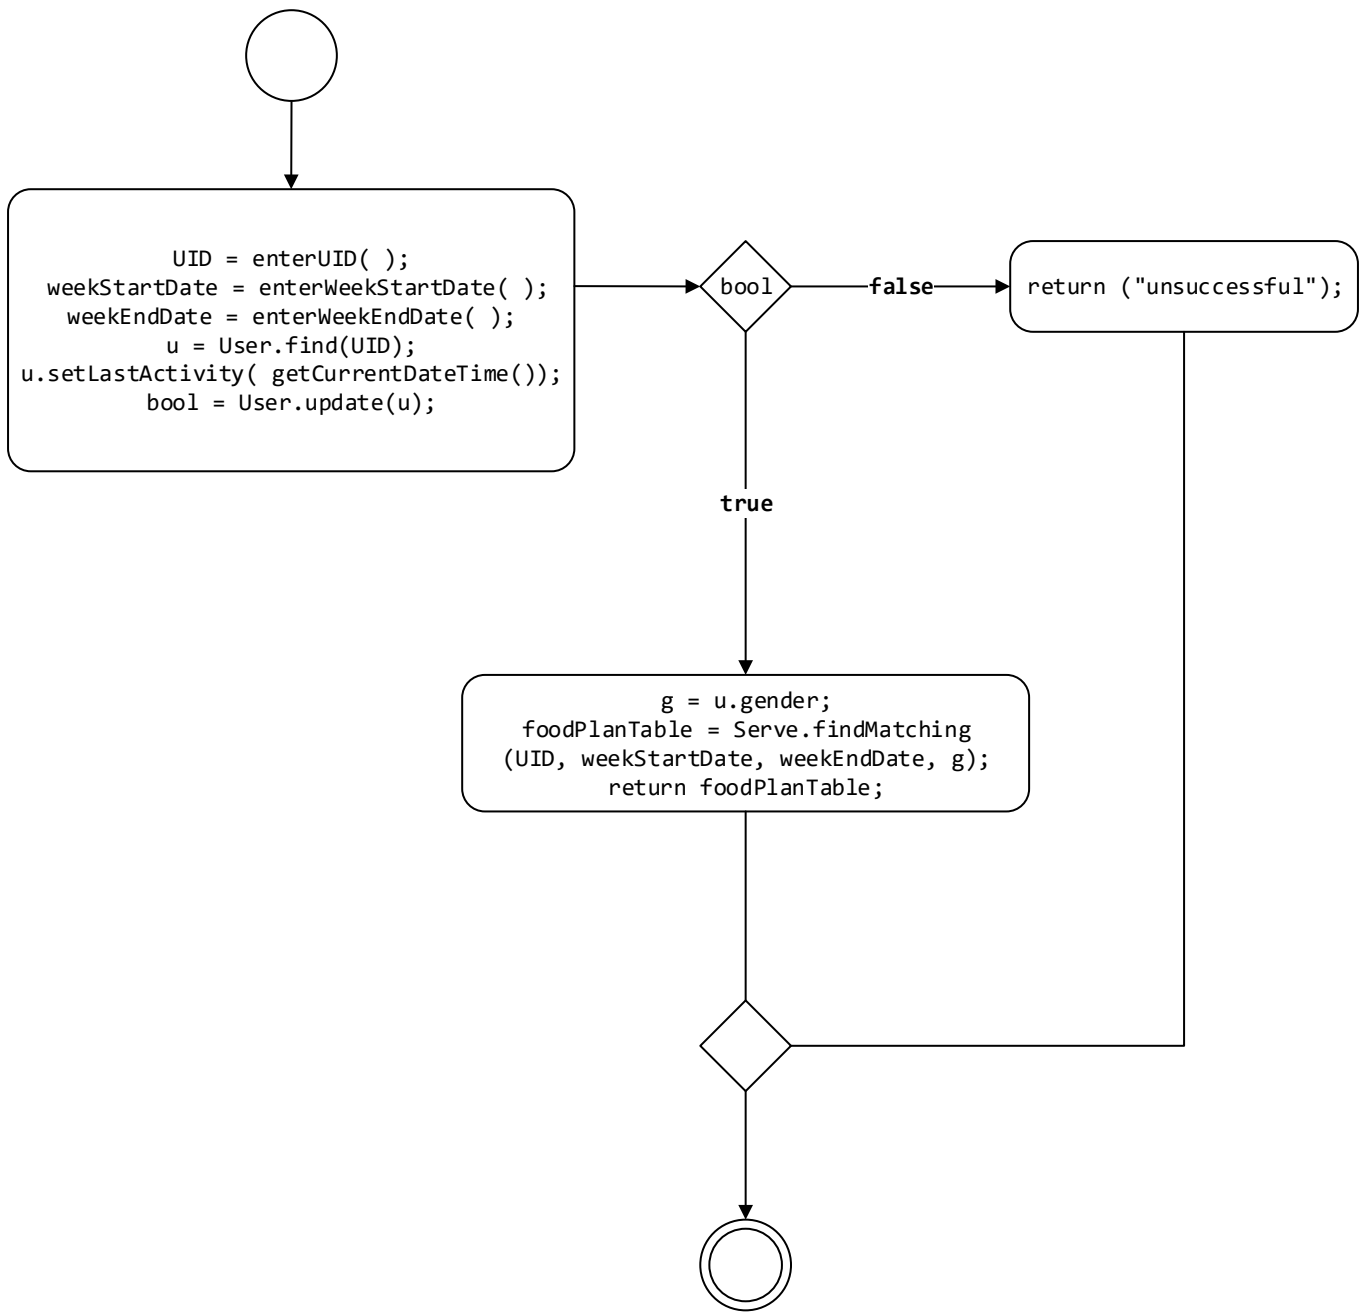 UID = enterUID( );
weekStartDate = enterWeekStartDate( );
weekEndDate = enterWeekEndDate( );
u = User.find(UID);
u.setLastActivity( getCurrentDateTime());
bool = User.update(u);
bool
false
return ("unsuccessful");
true
g = u.gender;
foodPlanTable = Serve.findMatching
(UID, weekStartDate, weekEndDate, g);
return foodPlanTable;